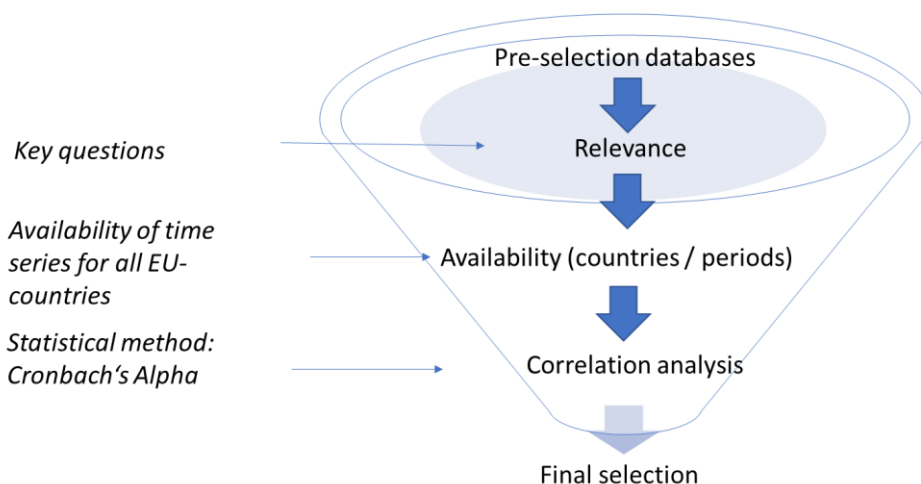 Pre-selection databases
Key questions
Relevance
Availability of time
series for all EU-
countries
Availability (countries / periods)
Statistical method:
Cronbach‘s Alpha
Correlation analysis
Final selection